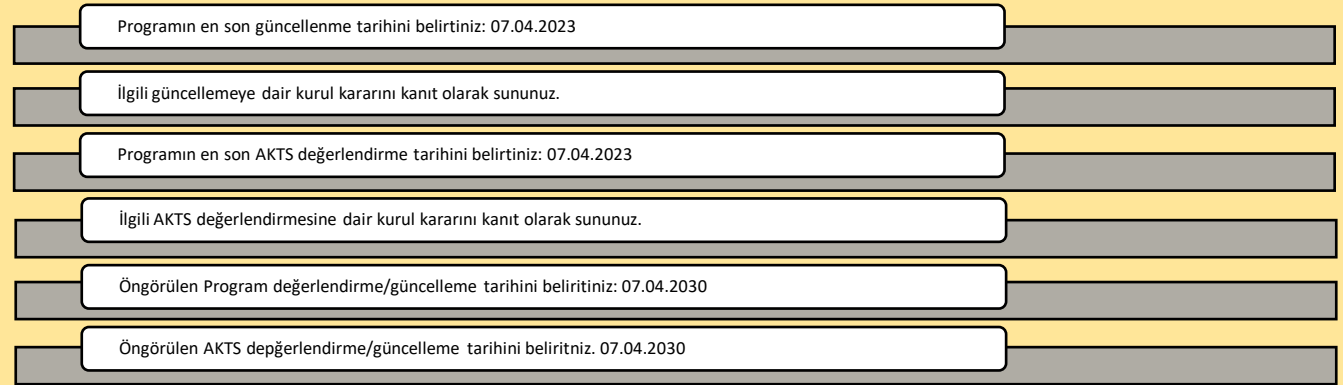 Programın en son güncellenme tarihini belirtiniz: 07.04.2023
İlgili güncellemeye dair kurul kararını kanıt olarak sununuz.
Programın en son AKTS değerlendirme tarihini belirtiniz: 07.04.2023
İlgili AKTS değerlendirmesine dair kurul kararını kanıt olarak sununuz.
Öngörülen Program değerlendirme/güncelleme tarihini beliritiniz: 07.04.2030
Öngörülen AKTS depğerlendirme/güncelleme tarihini beliritniz. 07.04.2030